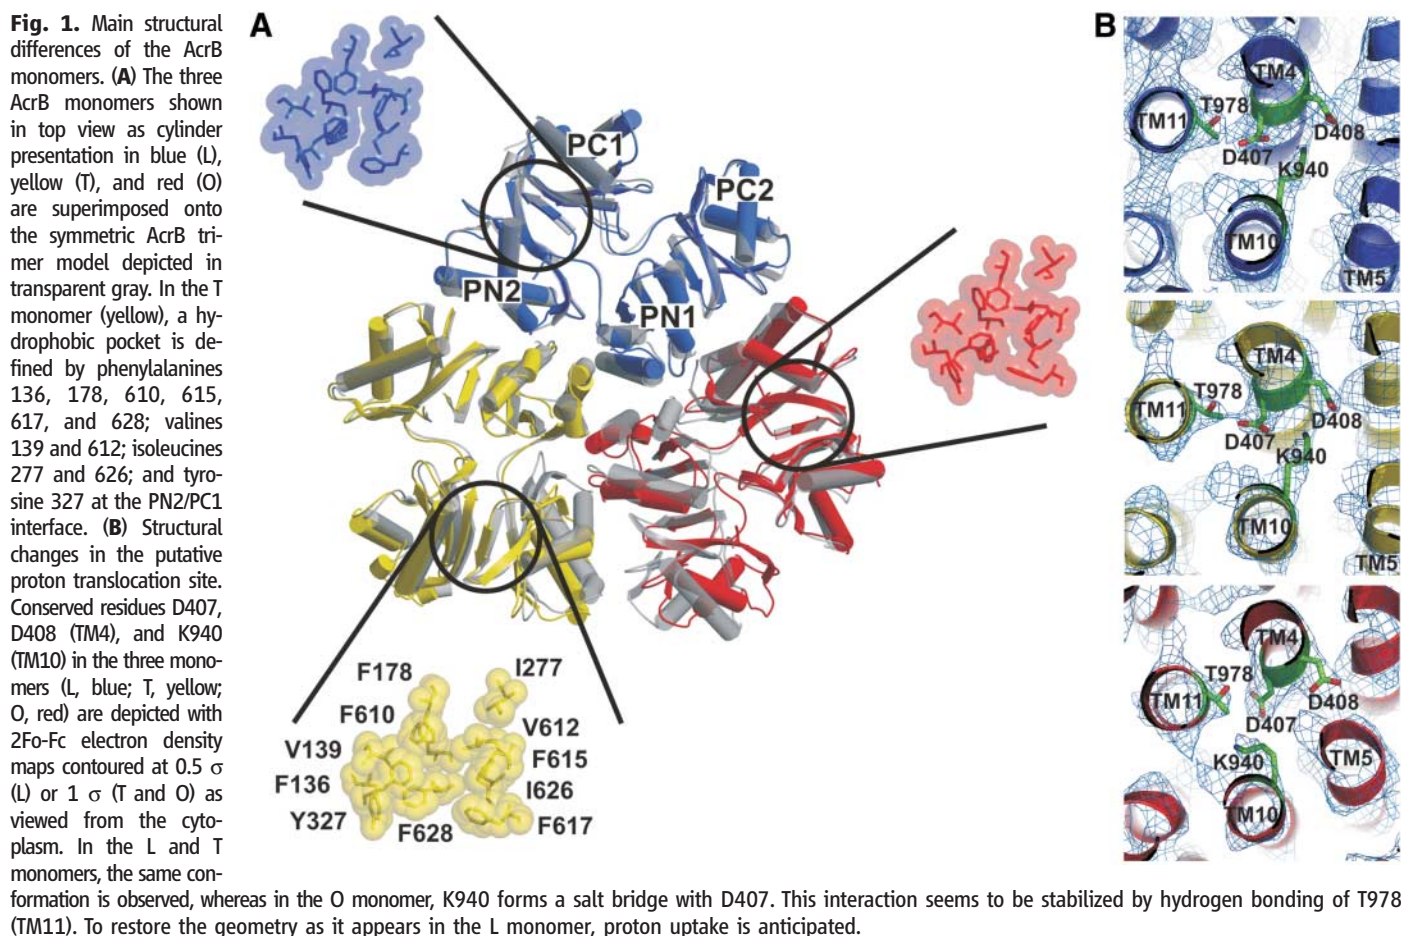 Fig. 1. Main structural
differences of the AcrB
monomers. (A) The three
AcrB monomers shown
in top view as cylinder
presentation in blue (L),
yellow (T), and red (O)
are superimposed onto
the symmetric AcrB tri-
mer model depicted in
transparent gray. In the T
monomer (yellow), a hy-
drophobic pocket is de-
fined by phenylalanines
136, 178, 610, 615,
617, and 628; valines
139 and 612; isoleucines
277 and 626; and tyro-
sine 327 at the PN2/PC1
interface. (B) Structural
changes in the putative
proton translocation site.
Conserved residues D407,
D408 (TM4), and K940
(TM10) in the three mono-
mers (L, blue; T, yellow;
O, red) are depicted with
2Fo-Fc electron density
maps contoured at 0.5 σ
(L) or 1 σ (T and O) as
viewed from the cyto-
plasm. In the L and T
monomers, the same con-
formation is observed, whereas in the O monomer, K940 forms a salt bridge with D407. This interaction seems to be stabilized by hydrogen bonding of T978
(TM11). To restore the geometry as it appears in the L monomer, proton uptake is anticipated.
A
PC1
PC2
PN2
PN1
F178
I277
F610
V612
V139
F615
F136
I626
Y327
F628
F617
B
TM4
T978
TM11
D408
D407
K940
TM10
TM5
TM4
T978
TM11
D408
D407
K940
TM10
TM5
TM4
T978
TM11
D408
D407
K940
TM5
TM10